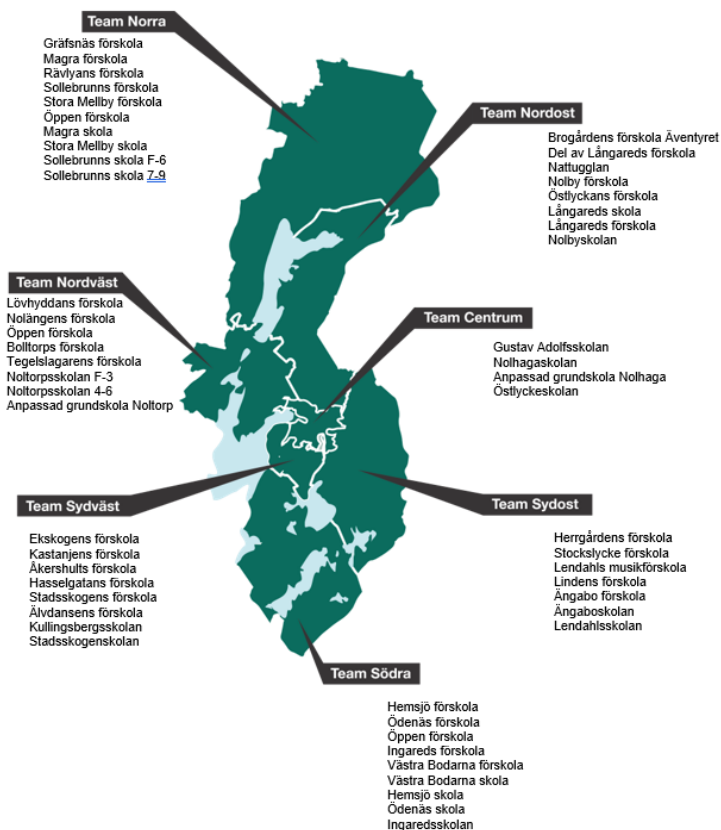 Team Norra
Gräfsnäs förskola
Magra förskola
Rävlyans förskola
Sollebrunns förskola
Stora Mellby förskola
Öppen förskola
Magra skola
Stora Mellby skola
Sollebrunns skola F-6
Sollebrunns skola 7-9
Team Nordost
Brogårdens förskola Äventyret
Del av Långareds förskola
Nattugglan
Nolby förskola
Östlyckans förskola
Långareds skola
Långareds förskola
Nolbyskolan
Team Nordväst
Lövhyddans förskola
Nolängens förskola
Öppen förskola
Bolltorps förskola
Tegelslagarens förskola
Noltorpsskolan F-3
Noltorpsskolan 4-6
Anpassad grundskola Noltorp
Team Centrum
Gustav Adolfsskolan
Nolhagaskolan
Anpassad grundskola Nolhaga
Östlyckeskolan
Team Sydväst
Ekskogens förskola
Kastanjens förskola
Åkershults förskola
Hasselgatans förskola
Stadsskogens förskola
Älvdansens förskola
Kullingsbergsskolan
Stadsskogenskolan
Team Sydost
Herrgårdens förskola
Stockslycke förskola
Lendahls musikförskola
Lindens förskola
Ängabo förskola
Ängaboskolan
Lendahlsskolan
Team Södra
Hemsjö förskola
Ödenäs förskola
Öppen förskola
Ingareds förskola
Västra Bodarna förskola
Västra Bodarna skola
Hemsjö skola
Ödenäs skola
Ingaredsskolan